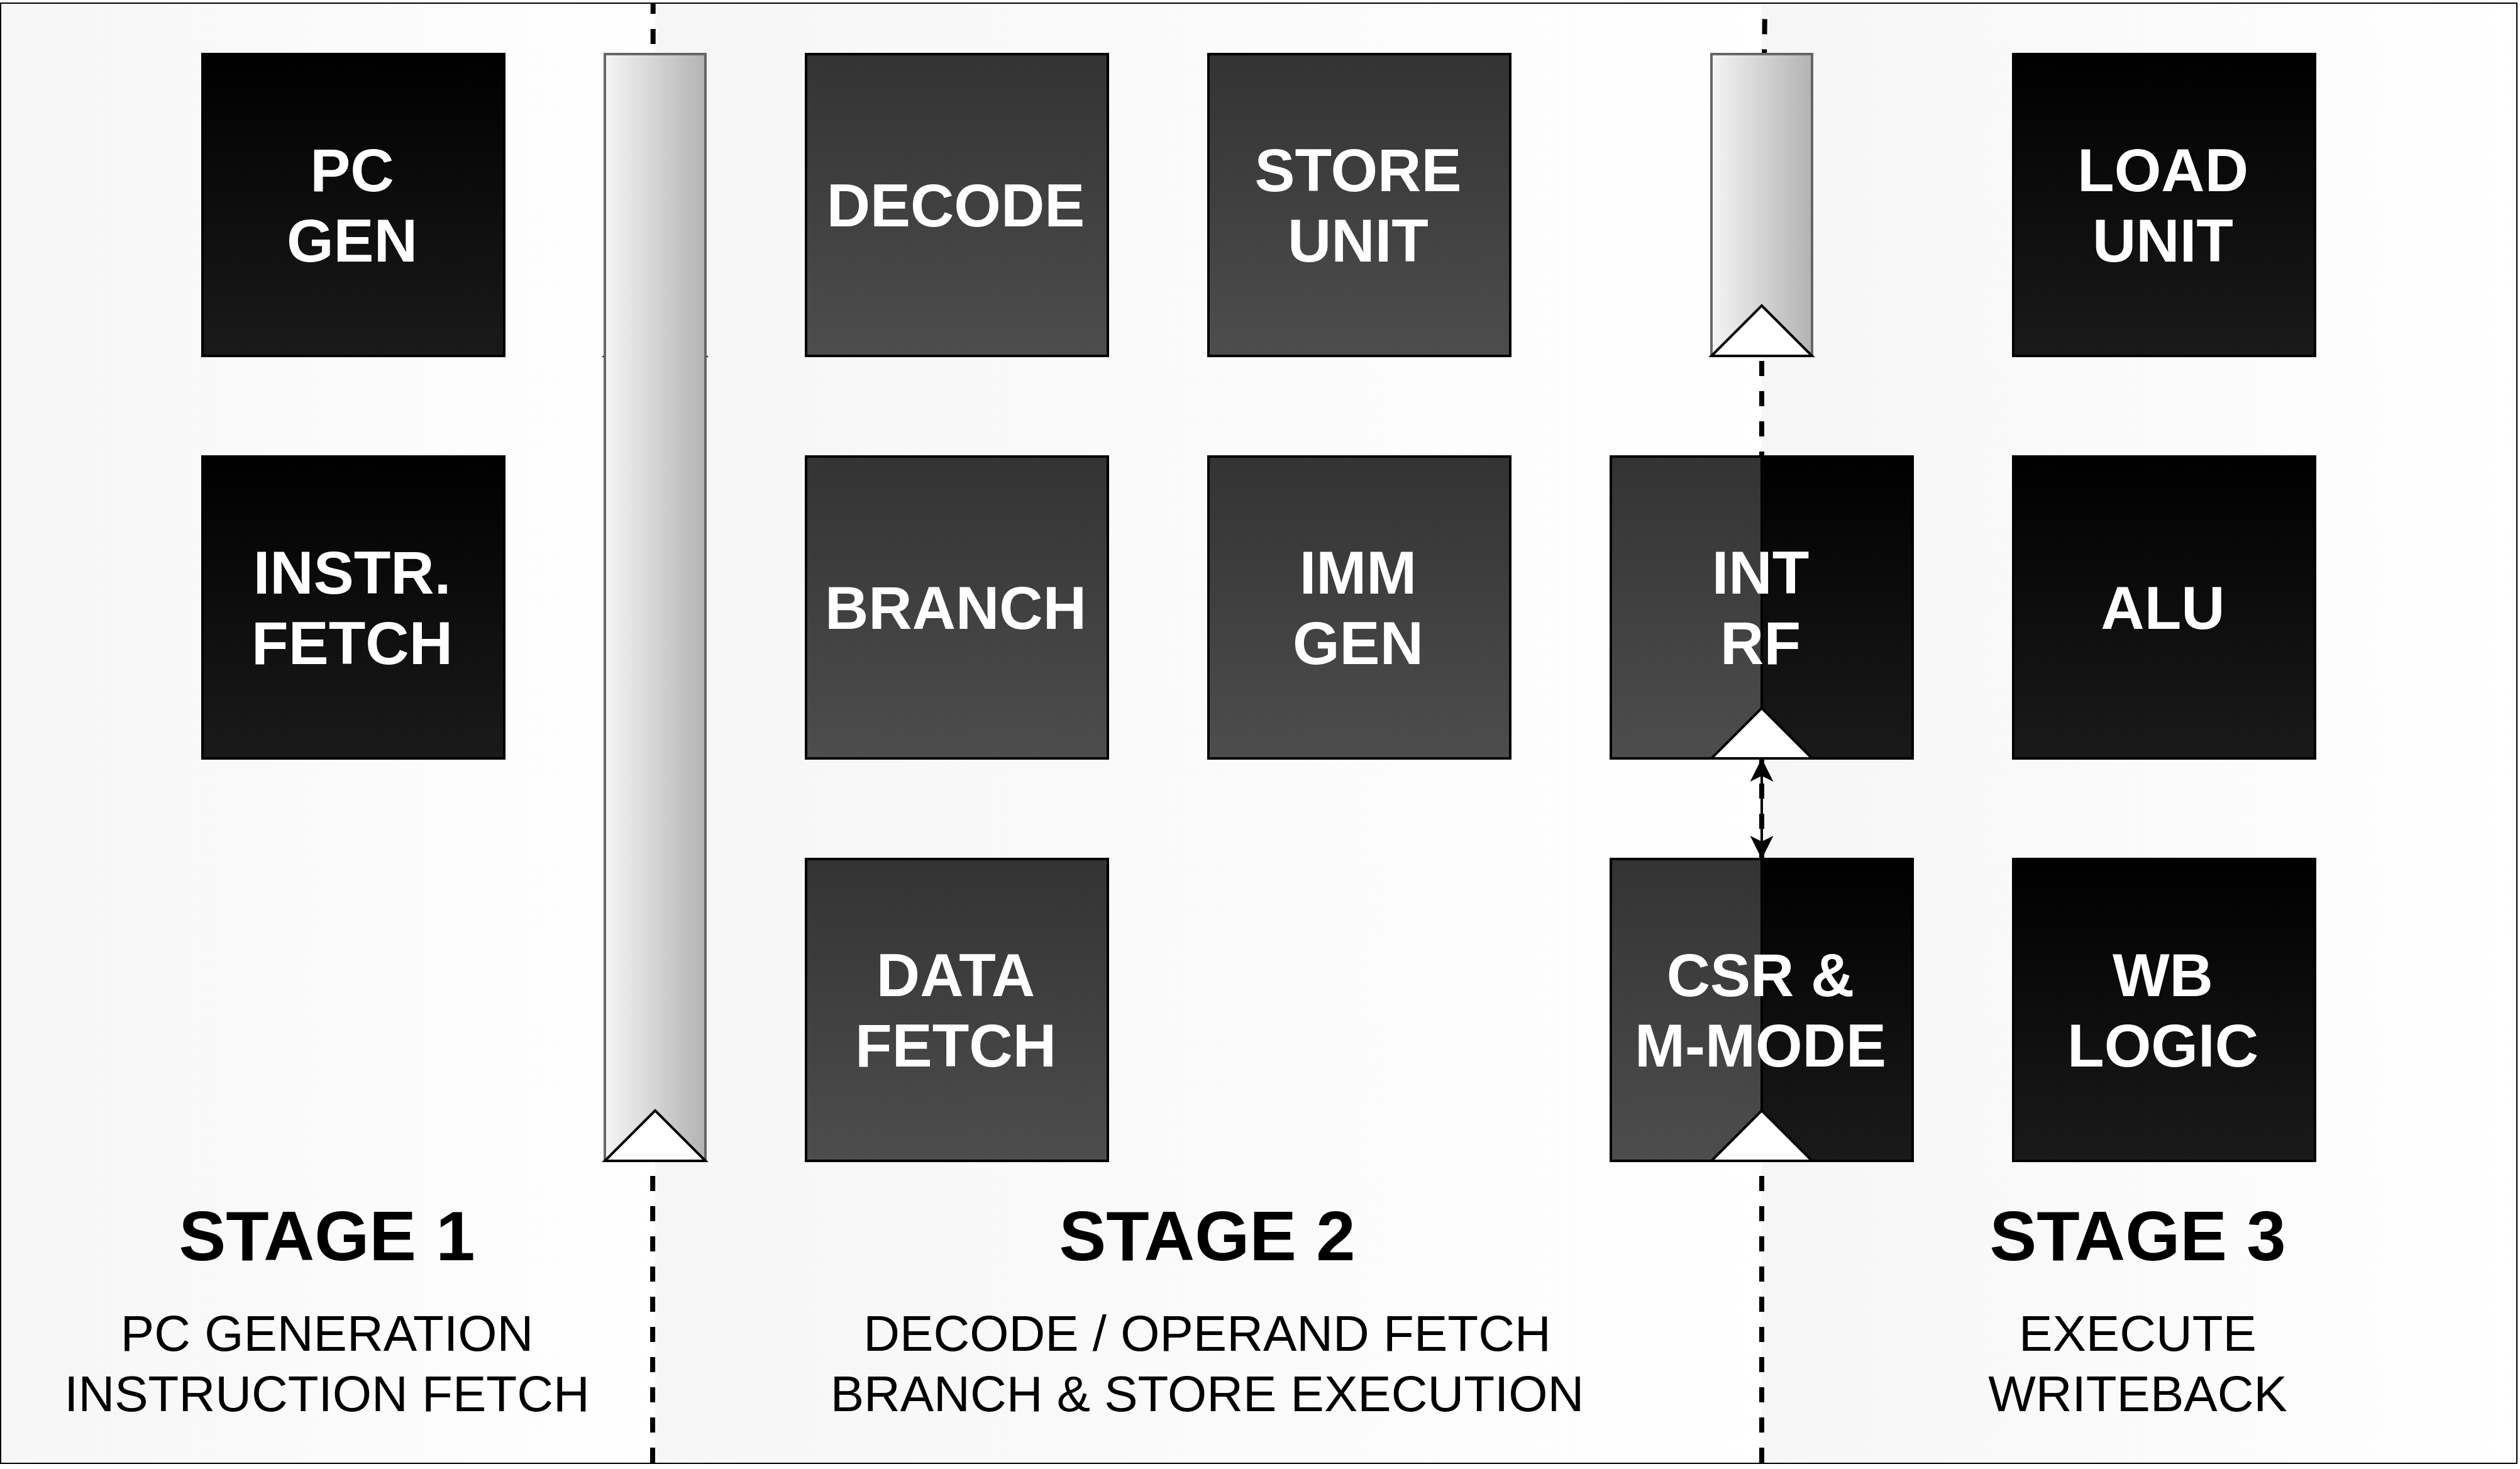 PC
GEN
DECODE
STORE
UNIT
LOAD
UNIT
INSTR.
FETCH
BRANCH
IMM
GEN
INT
RF
ALU
DATA
FETCH
CSR &
M-MODE
WB
LOGIC
STAGE 1
PC GENERATION
INSTRUCTION FETCH
STAGE 2
DECODE / OPERAND FETCH
BRANCH & STORE EXECUTION
STAGE 3
EXECUTE
WRITEBACK